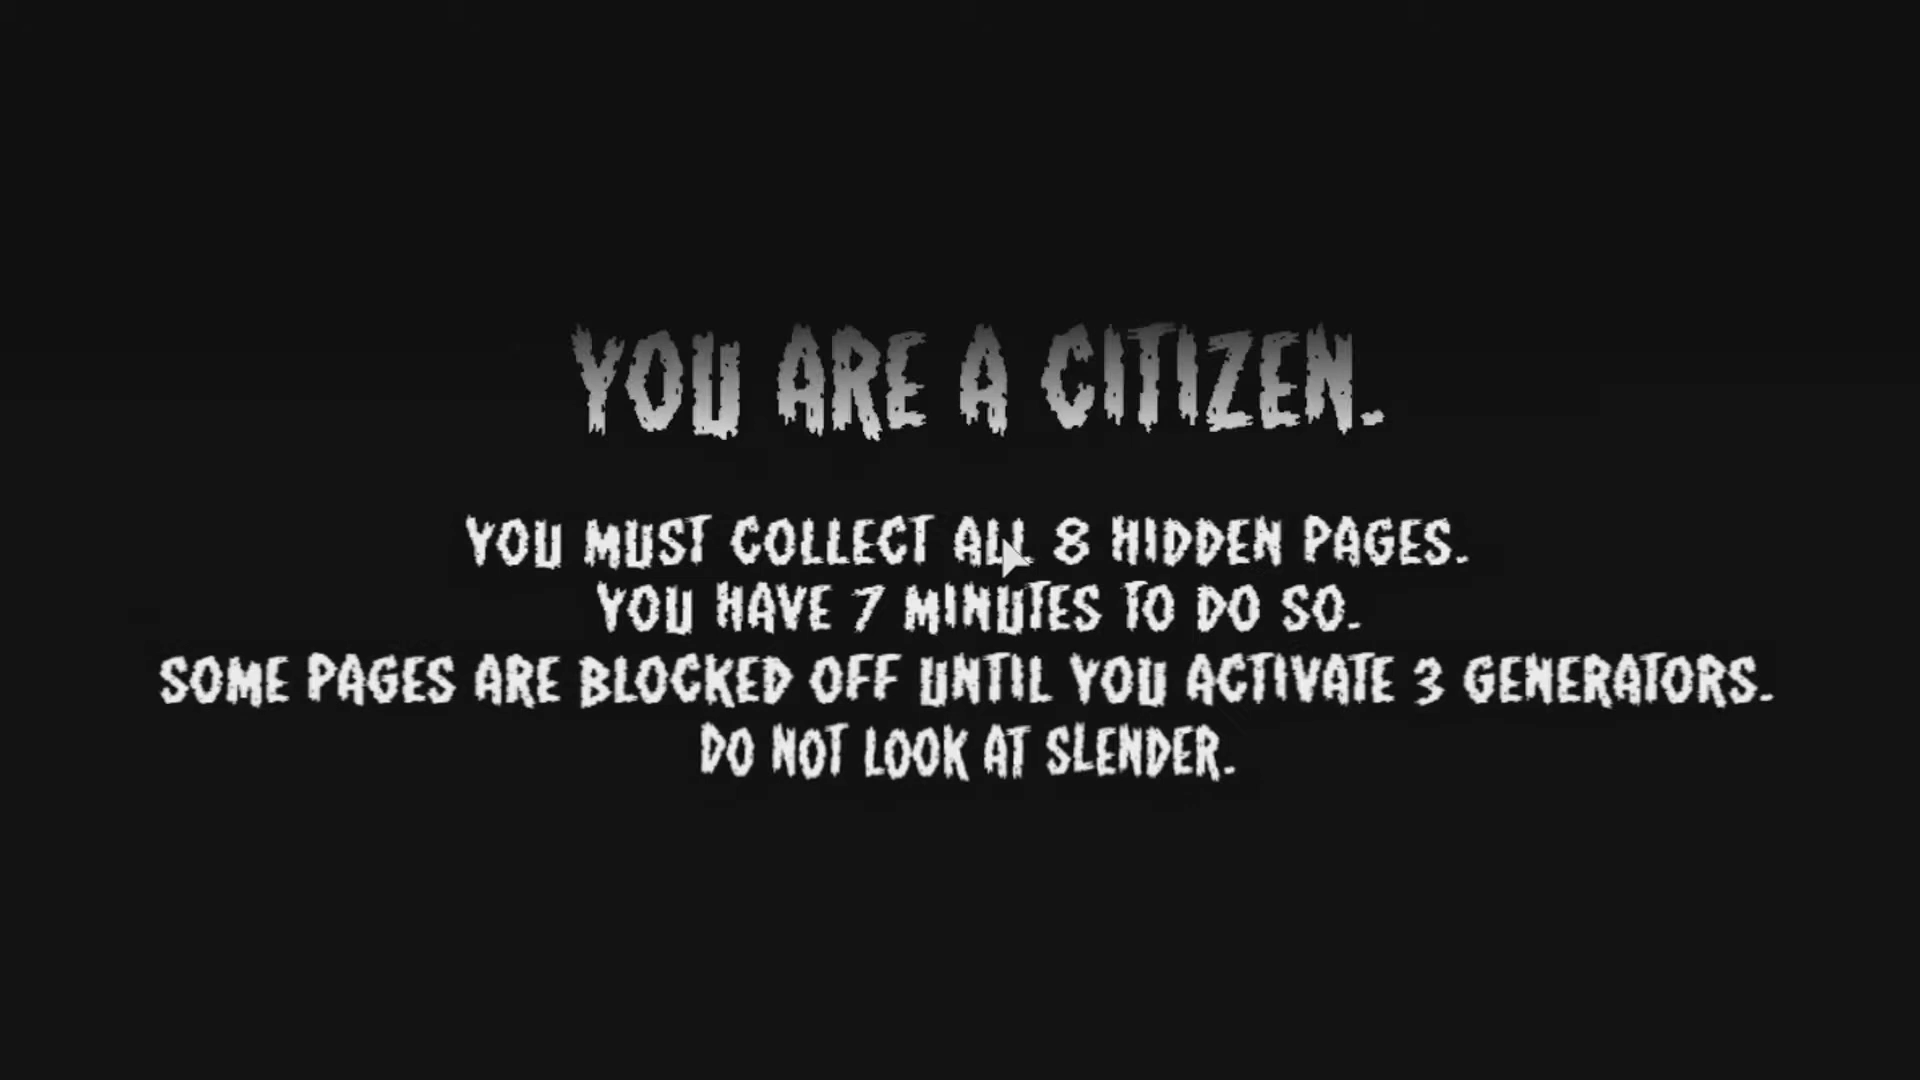 YOU ARE A CITIZEN.
YOU MUST COLLECT ALL 8 HIDDEN PAGES.
YOU HAVE 7 MINUTES TO DO SO.
SOME PAGES ARE BLOCKED OFF UNTIL YOU ACTIVATE 3 GENERATORS.
DO NOT LOOK AT SLENDER.